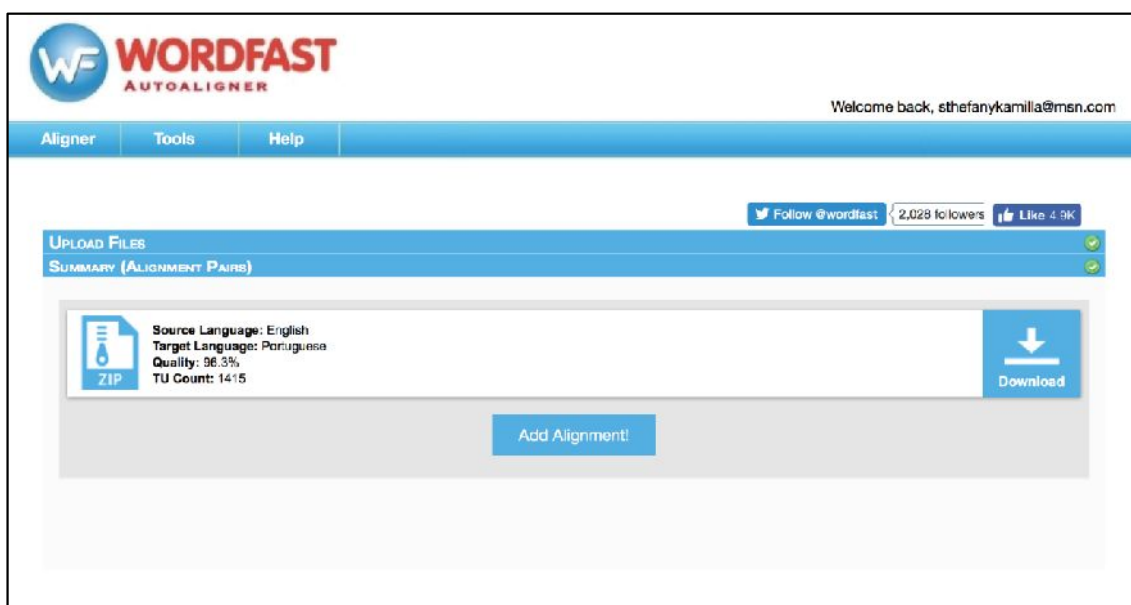 WF WORDFAST
AUTOALIGNER
Welcome back, sthefanykamilla@msn.com
Aligner Tools Help
Follow @wordfast 2,028 followers Like 4.9K
UPLOAD FILES
SUMMARY (ALIGNMENT PAIRS)
Source Language: English
Target Language: Portuguese
Quality: 96.3%
TU Count: 1415
ZIP
Download
Add Alignment!